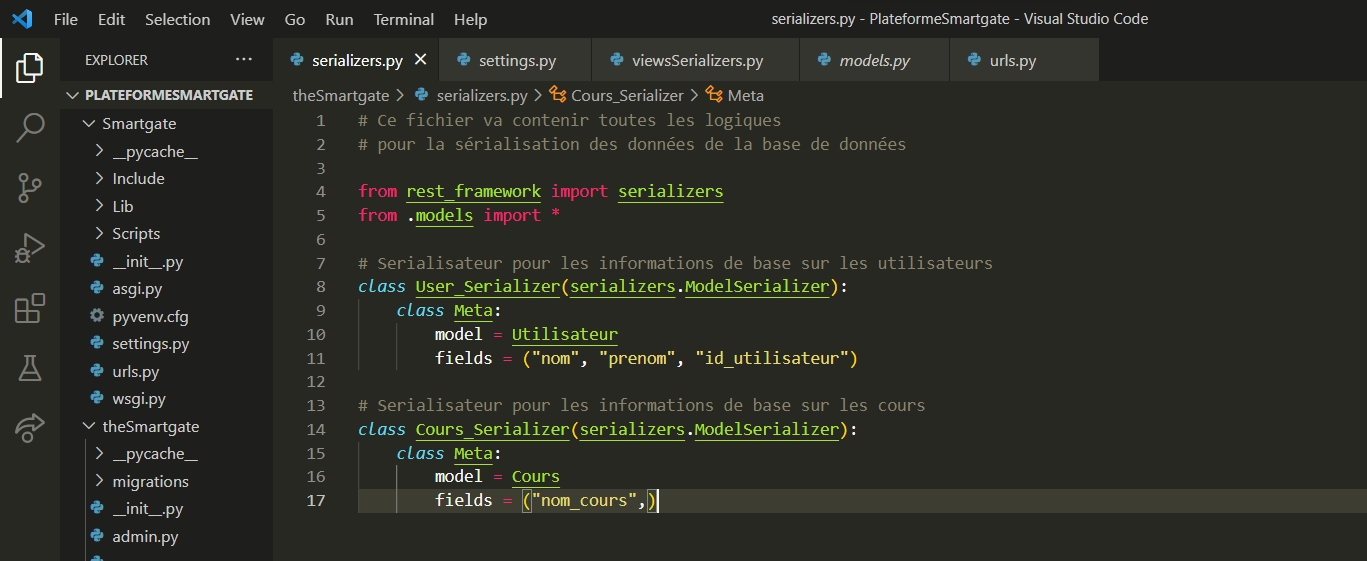 File Edit Selection View Go Run Terminal Help serializers.py - PlateformeSmartgate - Visual Studio Code
EXPLORER ···
PLATEFORMESMARTGATE
Smartgate
__pycache__
Include
Lib
Scripts
__init__.py
asgi.py
pyvenv.cfg
settings.py
urls.py
wsgi.py
theSmartgate
__pycache__
migrations
__init__.py
admin.py
serializers.py settings.py viewsSerializers.py models.py urls.py
theSmartgate > serializers.py > Cours_Serializer > Meta
1 # Ce fichier va contenir toutes les logiques
2 # pour la sérialisation des données de la base de données
3
4 from rest_framework import serializers
5 from .models import *
6
7 # Serialisateur pour les informations de base sur les utilisateurs
8 class User_Serializer(serializers.ModelSerializer):
9 class Meta:
10 model = Utilisateur
11 fields = ("nom", "prenom", "id_utilisateur")
12
13 # Serialisateur pour les informations de base sur les cours
14 class Cours_Serializer(serializers.ModelSerializer):
15 class Meta:
16 model = Cours
17 fields = ("nom_cours",)